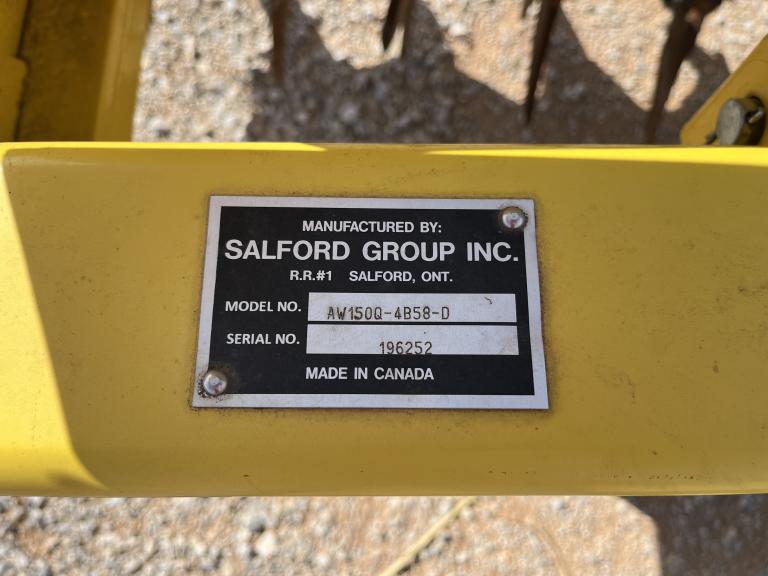 MANUFACTURED BY:
SALFORD GROUP INC.
R.R.#1 SALFORD, ONT.
MODEL NO. AW150Q-4B58-D
SERIAL NO. 196252
MADE IN CANADA